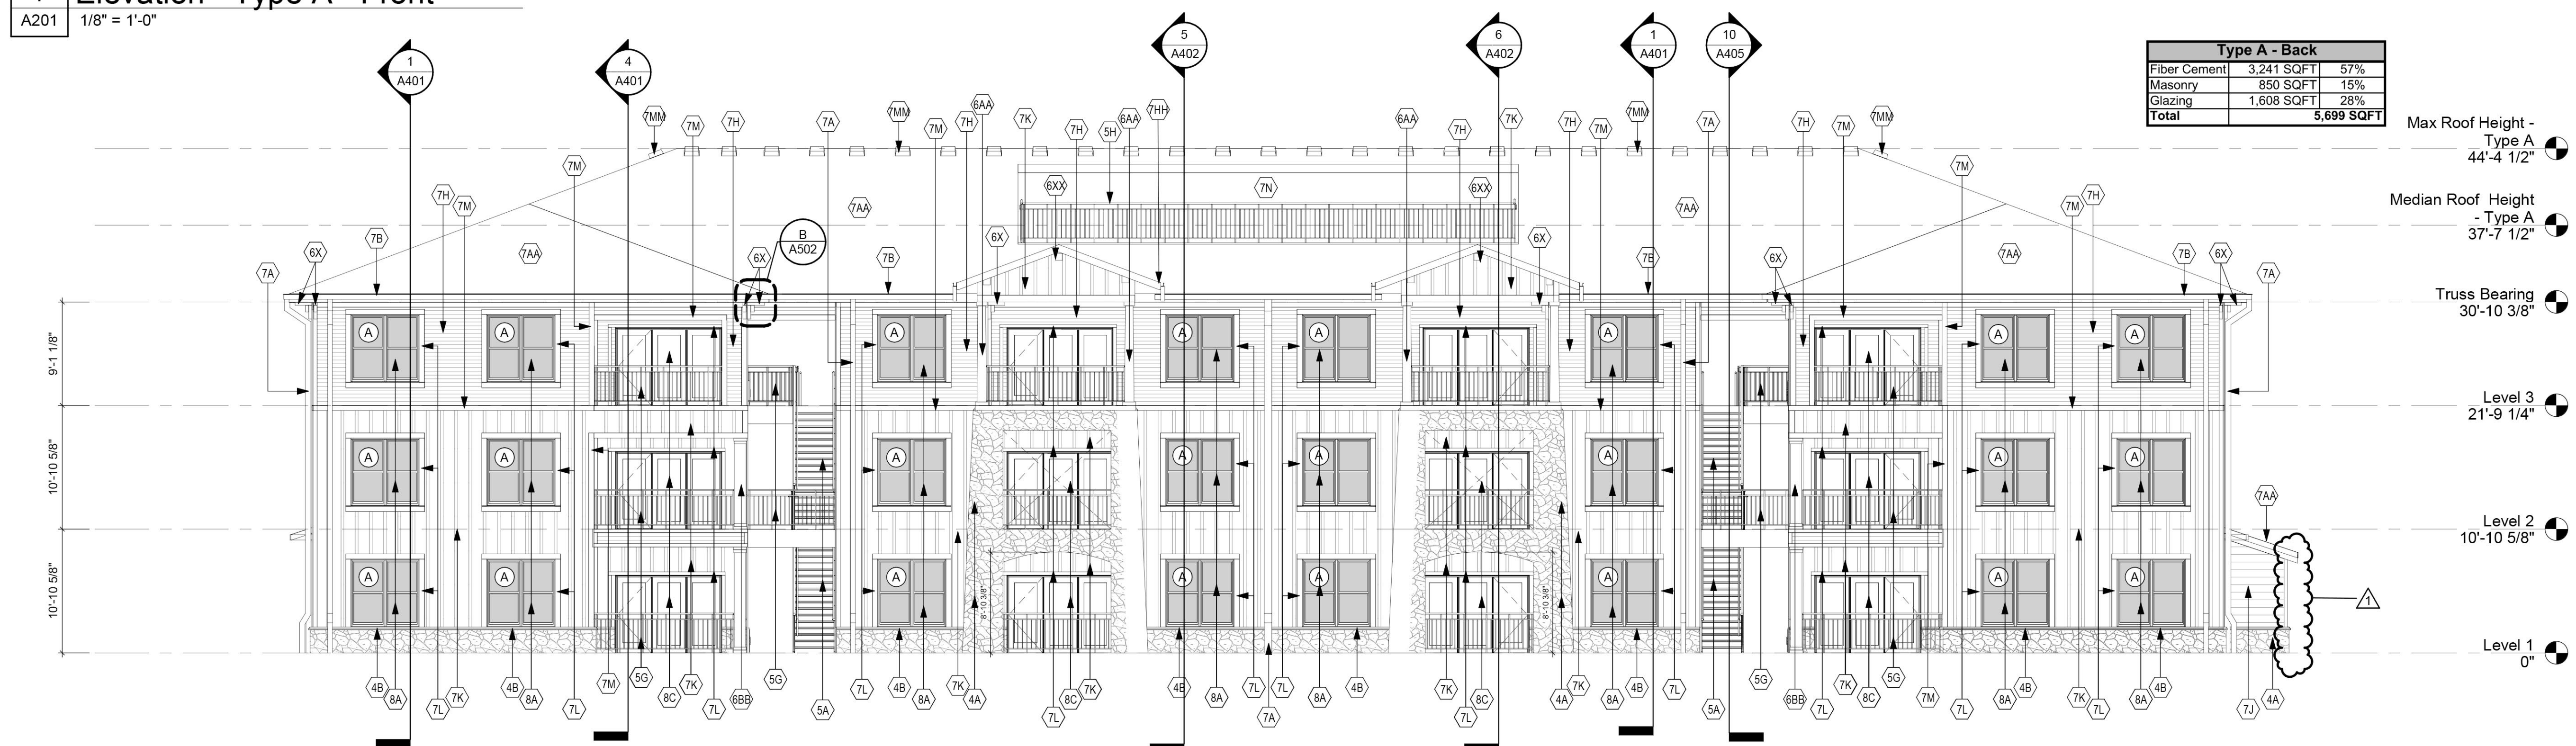 Elevation - Type A - Front
A201 1/8" = 1'-0"
1
A401
4
A401
5
A402
6
A402
1
A401
10
A405
Type A - Back
Fiber Cement 3,241 SQFT 57%
Masonry 850 SQFT 15%
Glazing 1,608 SQFT 28%
Total 5,699 SQFT
7MM 7M 7H 7A 7MM 7M 7H 6AA 7K 7H 5H 6AA 7HH 6AA 7H 7K 7H 7M 7MM 7A 7H 7M 7MM
Max Roof Height -
Type A
44'-4 1/2"
7M 7M
7H 7M 6XX 7N 6XX 7M 7H
7AA 7AA
Median Roof Height
- Type A
37'-7 1/2"
B
A502
7B 6X 6X
6X 7AA 6X 7B 7B 6X 7AA 7B 6X
7A 7A
Truss Bearing
30'-10 3/8"
A A A A A A A A
9'-1 1/8"
Level 3
21'-9 1/4"
A A A A A A A A
10'-10 5/8"
7AA
Level 2
10'-10 5/8"
A A A A A A A A
10'-10 5/8"
8'-10 3/8" 8'-10 3/8"
1
Level 1
0"
4B 8A 7L 7K 4B 8A 7L 7M 5G 8C 7K 7L 6BB 5G 5A 7L 4B 8A 7K 4A 7L 8C 7K 4B 8A 7L 7A 7L 8A 4B 7K 7L 8C 4A 7K 8A 4B 7L 5A 5G 6BB 7L 7K 8C 5G 7M 7L 8A 4B 7K 7L 8A 4B 7J 4A